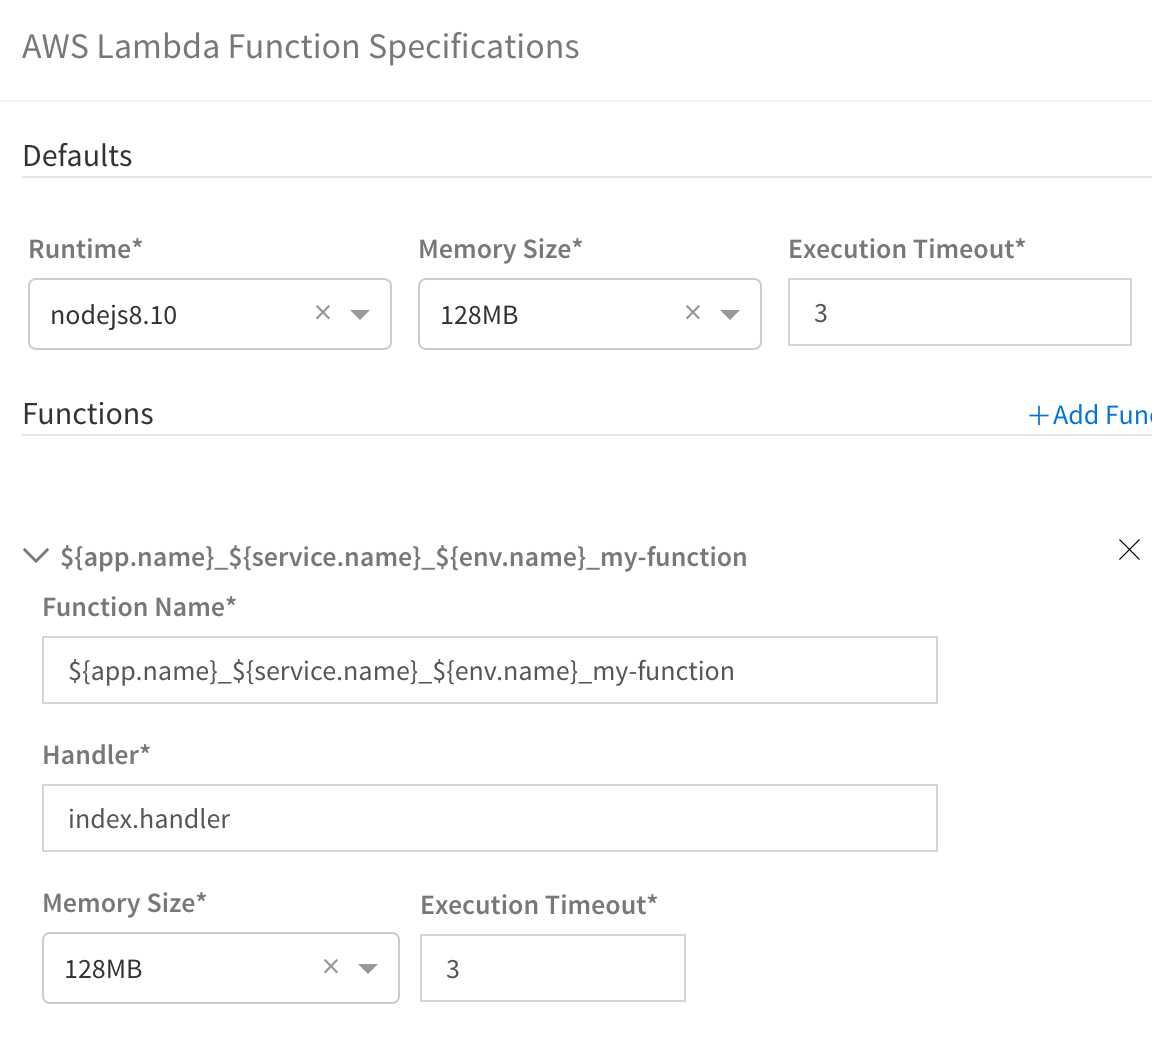 AWS Lambda Function Specifications
Defaults
Runtime* Memory Size* Execution Timeout*
nodejs8.10 128MB 3
Functions +Add Func
${app.name}_${service.name}_${env.name}_my-function
Function Name*
${app.name}_${service.name}_${env.name}_my-function
Handler*
index.handler
Memory Size* Execution Timeout*
128MB 3